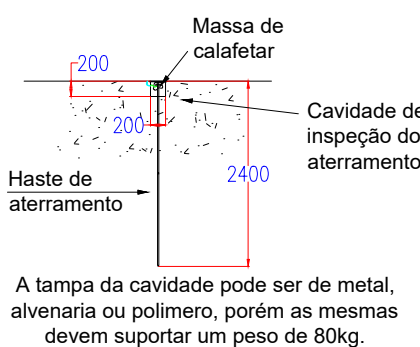 Massa de
calafetar
200
200
Cavidade de
inspeção do
aterramento
2400
Haste de
aterramento
A tampa da cavidade pode ser de metal,
alvenaria ou polimero, porém as mesmas
devem suportar um peso de 80kg.